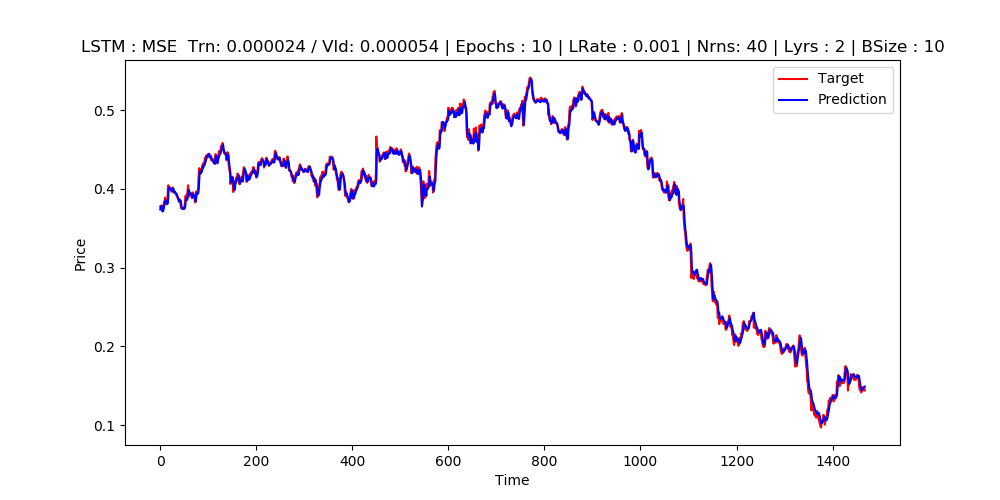 LSTM : MSE  Trn: 0.000024 / Vld: 0.000054 | Epochs : 10 | LRate : 0.001 | Nrns: 40 | Lyrs : 2 | BSize : 10
Target
Prediction
0.5
0.4
0.3
0.2
0.1
Price
0 200 400 600 800 1000 1200 1400
Time